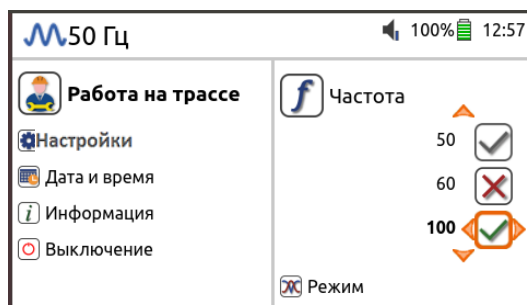 50 Гц
100%
12:57
Работа на трассе
Настройки
Дата и время
i Информация
Выключение
f Частота
50
60
100
Режим